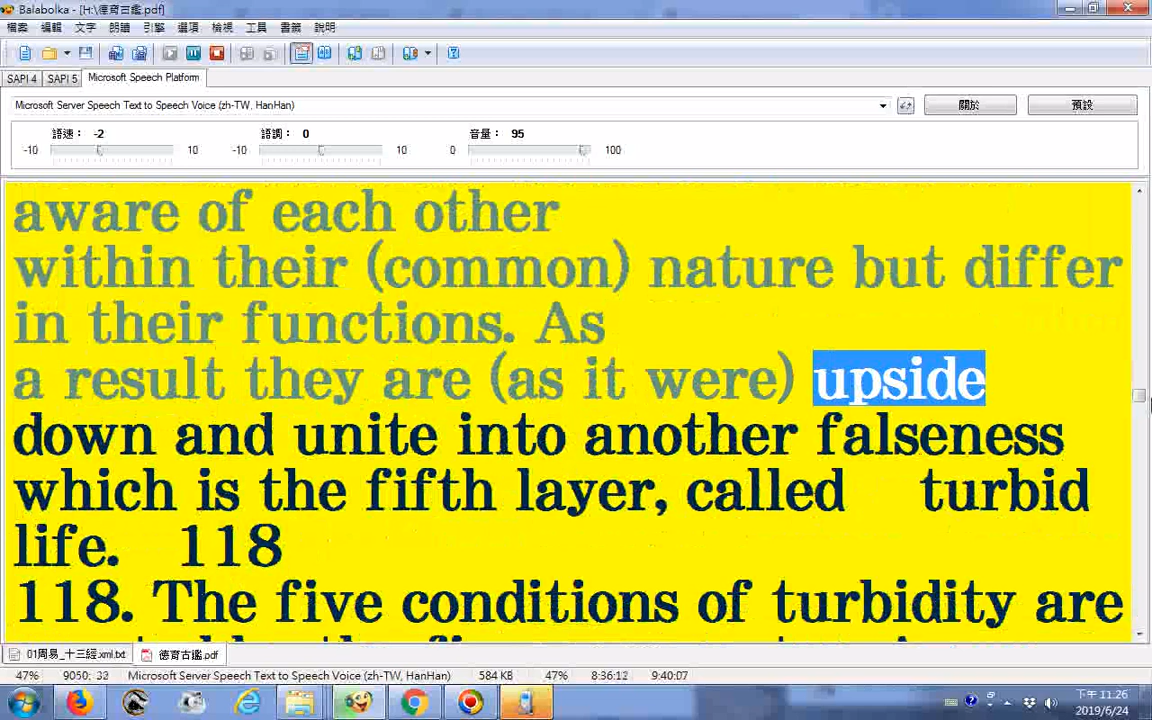 Balabolka - [H:\德育古鑑.pdf]
檔案 編輯 文字 朗讀 引擎 選項 檢視 工具 書籤 說明
SAPI 4 SAPI 5 Microsoft Speech Platform
Microsoft Server Speech Text to Speech Voice (zh-TW, HanHan) 關於 預設
語速： -2 語調： 0 音量： 95
-10 10 -10 10 0 100
aware of each other
within their (common) nature but differ
in their functions. As
a result they are (as it were) upside
down and unite into another falseness
which is the fifth layer, called turbid
life. 118
118. The five conditions of turbidity are
01周易_十三經.xml.txt 德育古鑑.pdf
47% 9050; 33 Microsoft Server Speech Text to Speech Voice (zh-TW, HanHan) 584 KB 47% 8:36:12 9:40:07
下午 11:26
2019/6/24